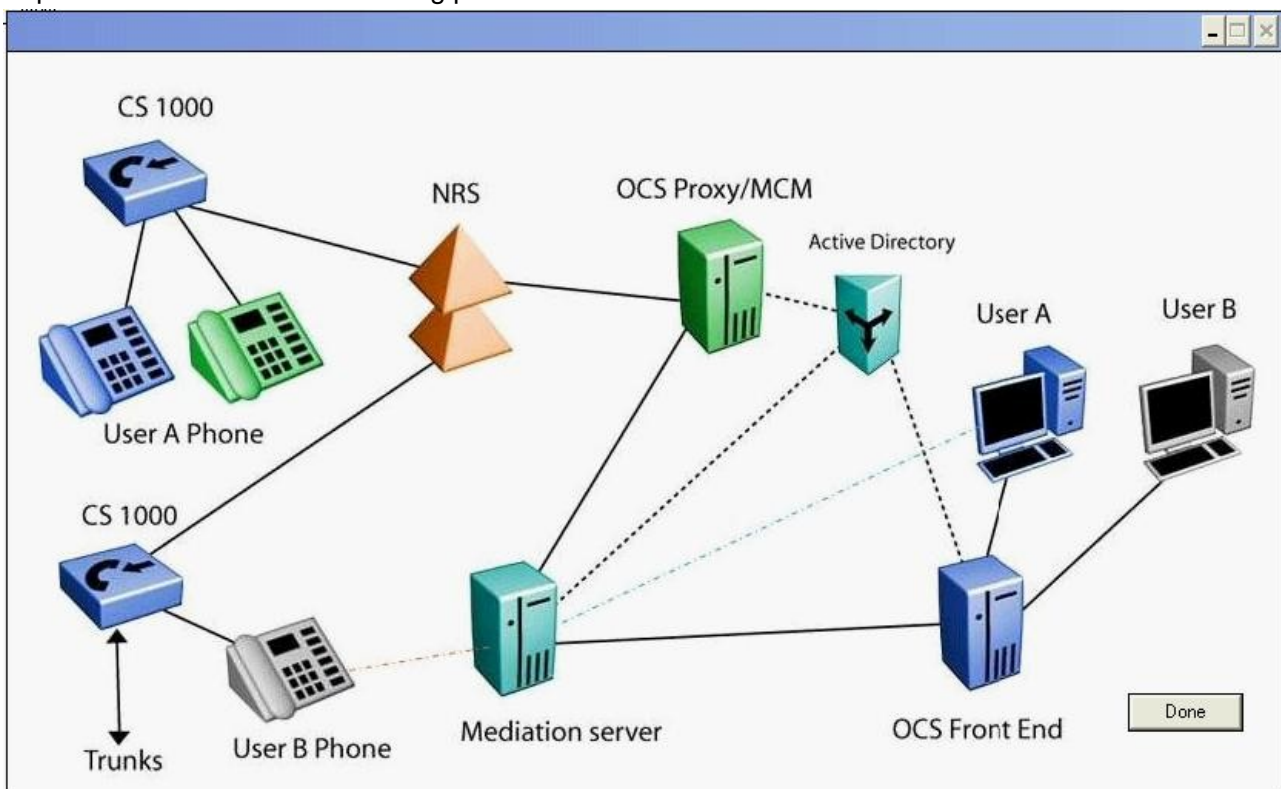 CS 1000
NRS
OCS Proxy/MCM
Active Directory
User A
User B
User A Phone
CS 1000
Trunks
User B Phone
Mediation server
OCS Front End
Done